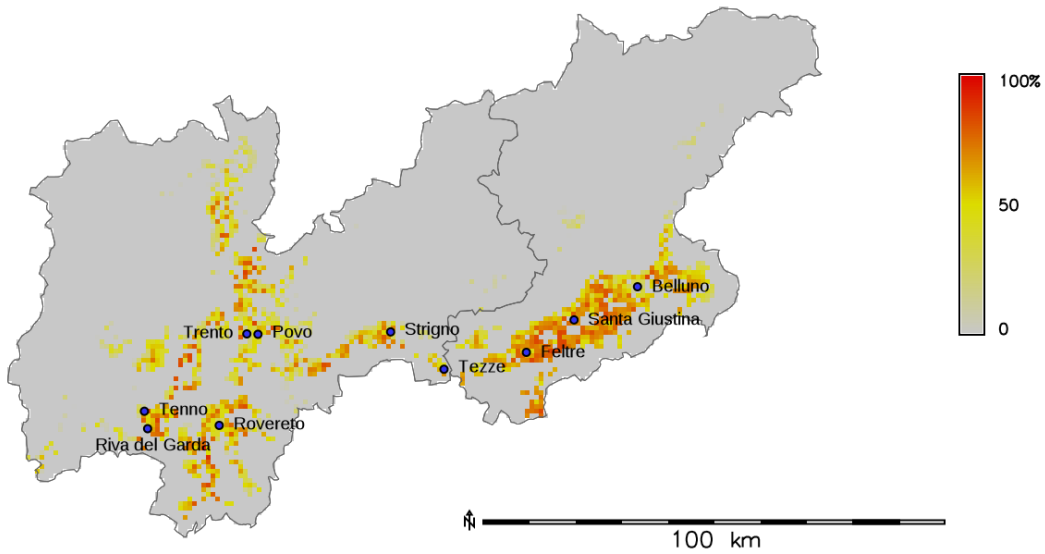 100%
50
0
Belluno
Santa Giustina
Trento
Povo
Strigno
Feltre
Tezze
Tenno
Rovereto
Riva del Garda
N
100 km